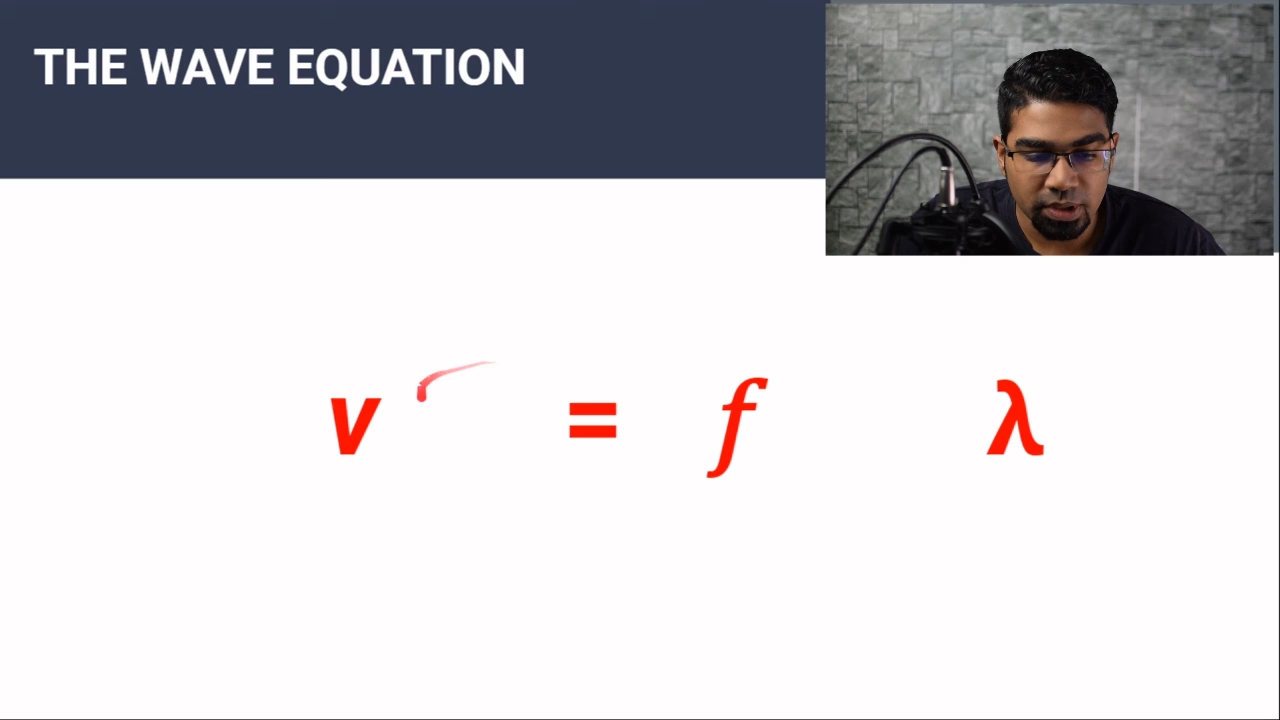 THE WAVE EQUATION
v = f λ